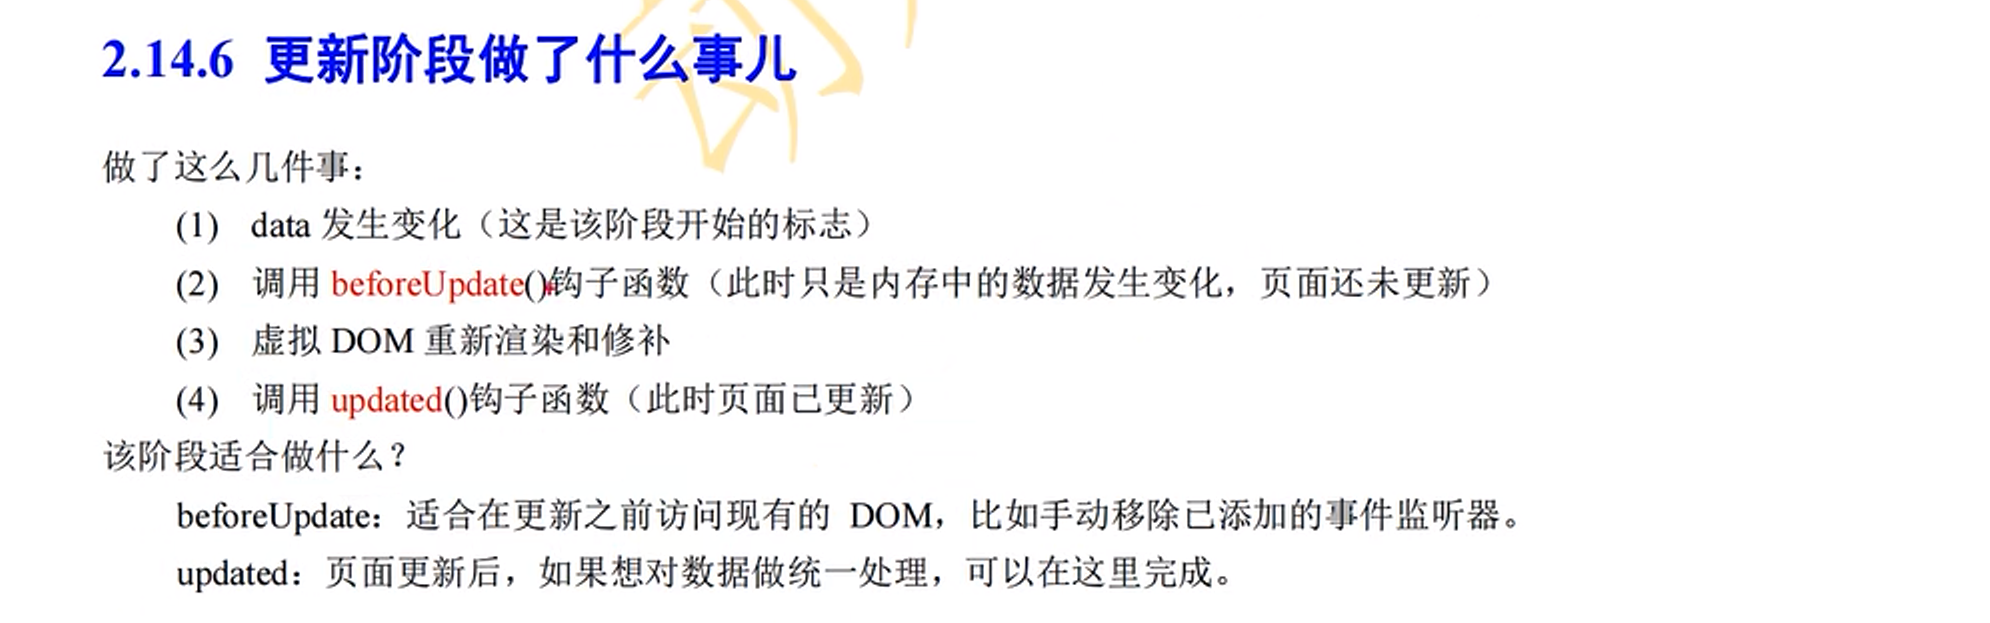 2.14.6 更新阶段做了什么事儿
做了这么几件事：
(1) data 发生变化（这是该阶段开始的标志）
(2) 调用 beforeUpdate()钩子函数（此时只是内存中的数据发生变化，页面还未更新）
(3) 虚拟 DOM 重新渲染和修补
(4) 调用 updated()钩子函数（此时页面已更新）
该阶段适合做什么？
beforeUpdate：适合在更新之前访问现有的 DOM，比如手动移除已添加的事件监听器。
updated：页面更新后，如果想对数据做统一处理，可以在这里完成。